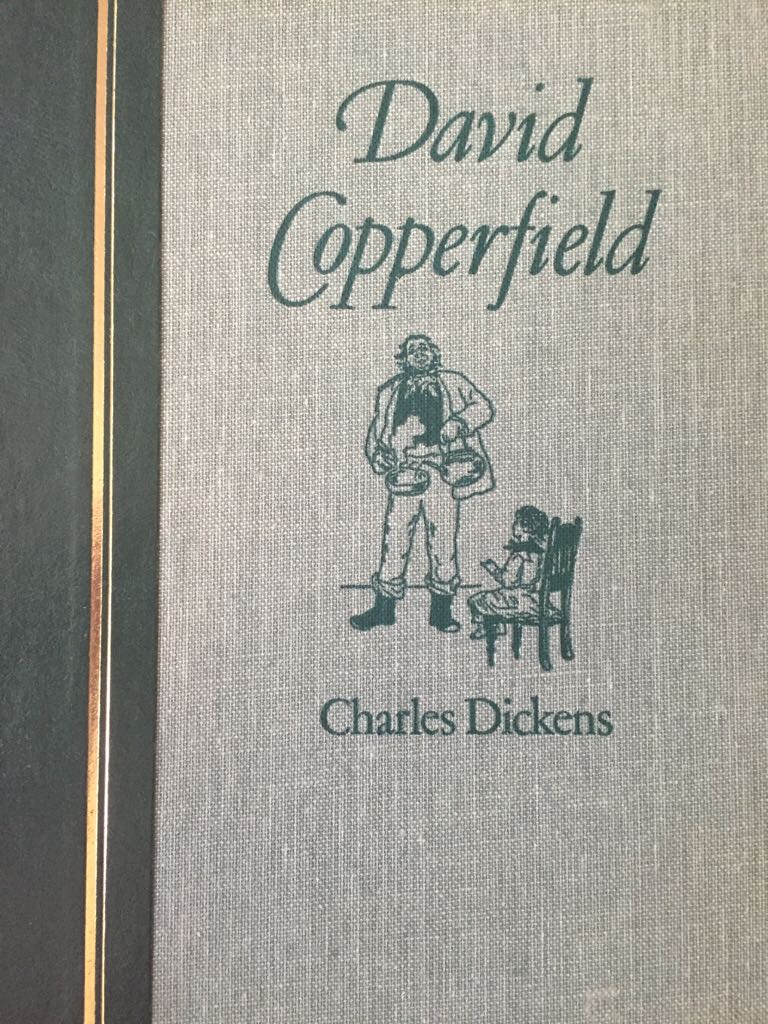 David
Copperfield
Charles Dickens